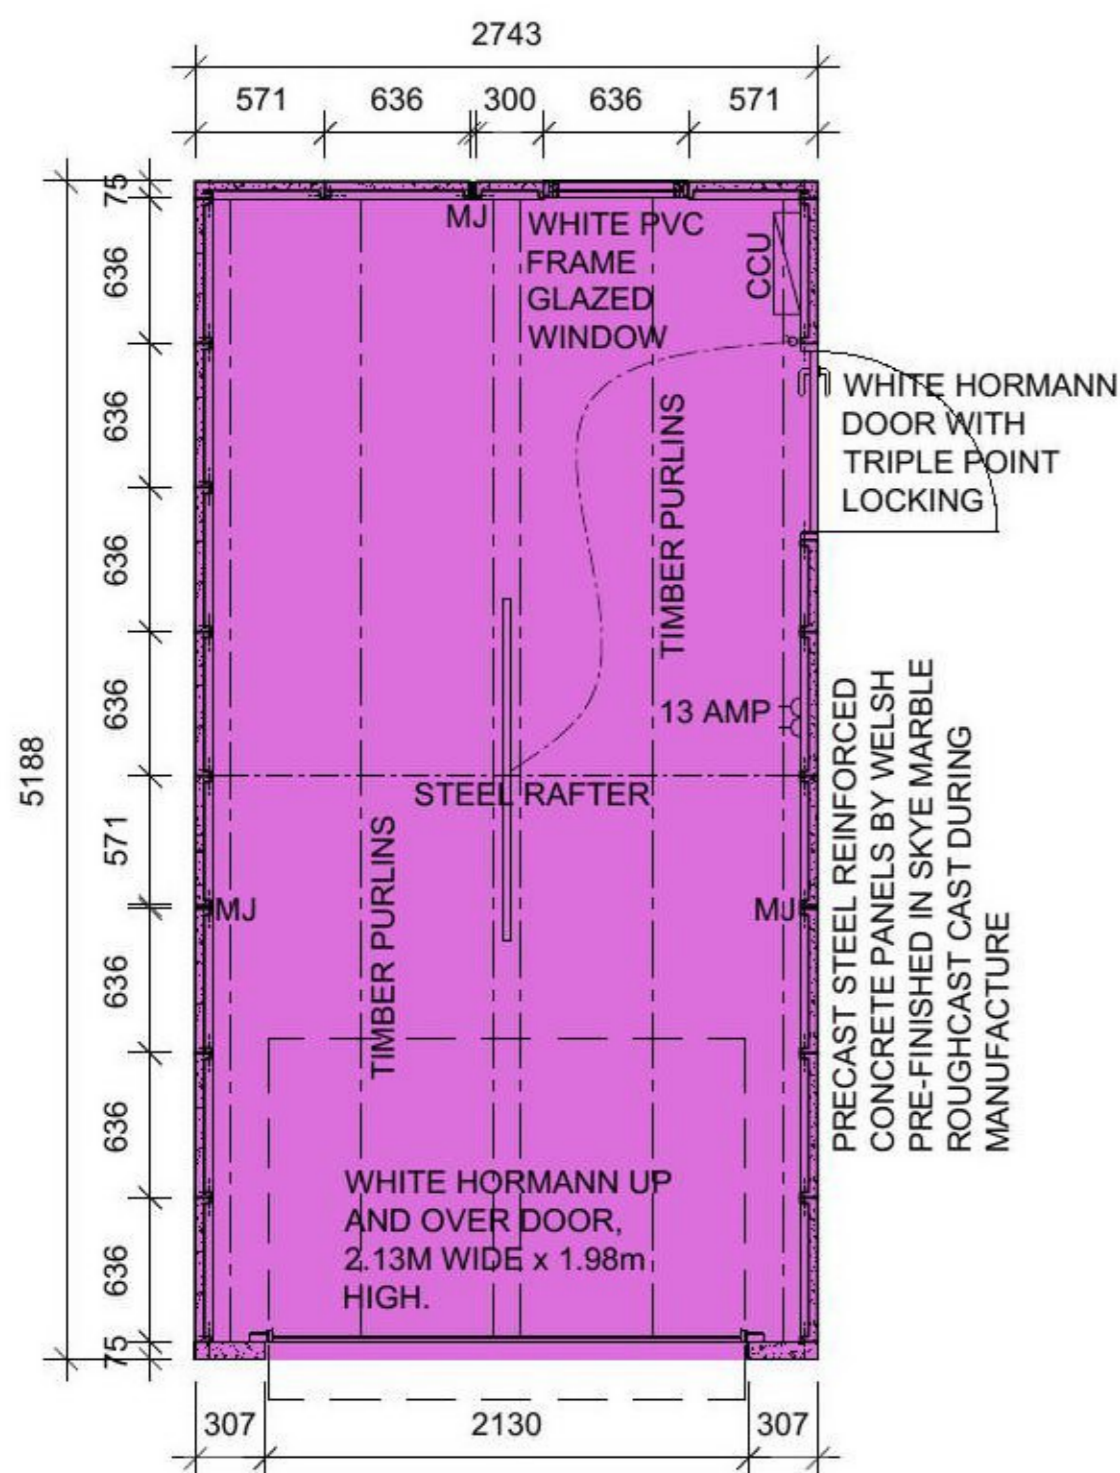 2743
571 636 300 636 571
75
636
636
636
636
571
636
636
636
75
5188
MJ
WHITE PVC
FRAME
GLAZED
WINDOW
CCU
WHITE HORMANN
DOOR WITH
TRIPLE POINT
LOCKING
TIMBER PURLINS
13 AMP
STEEL RAFTER
MJ
MJ
TIMBER PURLINS
PRECAST STEEL REINFORCED
CONCRETE PANELS BY WELSH
PRE-FINISHED IN SKYE MARBLE
ROUGHCAST CAST DURING
MANUFACTURE
WHITE HORMANN UP
AND OVER DOOR,
2.13M WIDE x 1.98m
HIGH.
307 2130 307